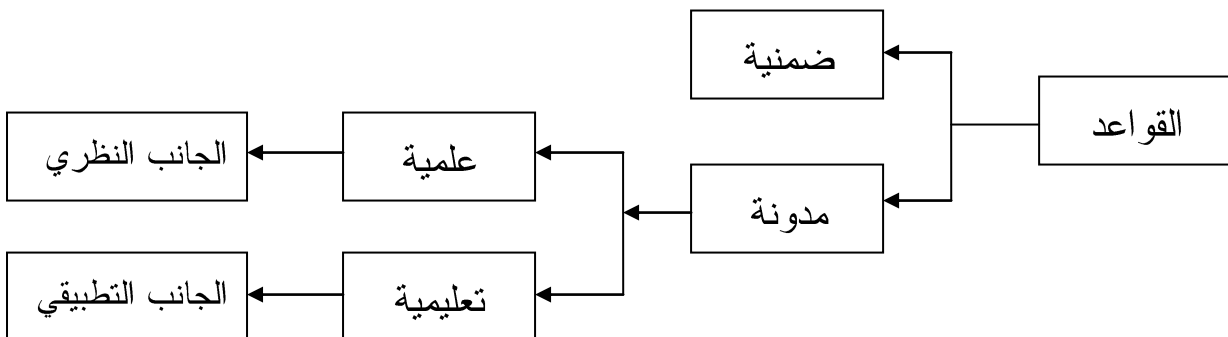 القواعد
ضمنية
مدونة
علمية
الجانب النظري
تعليمية
الجانب التطبيقي